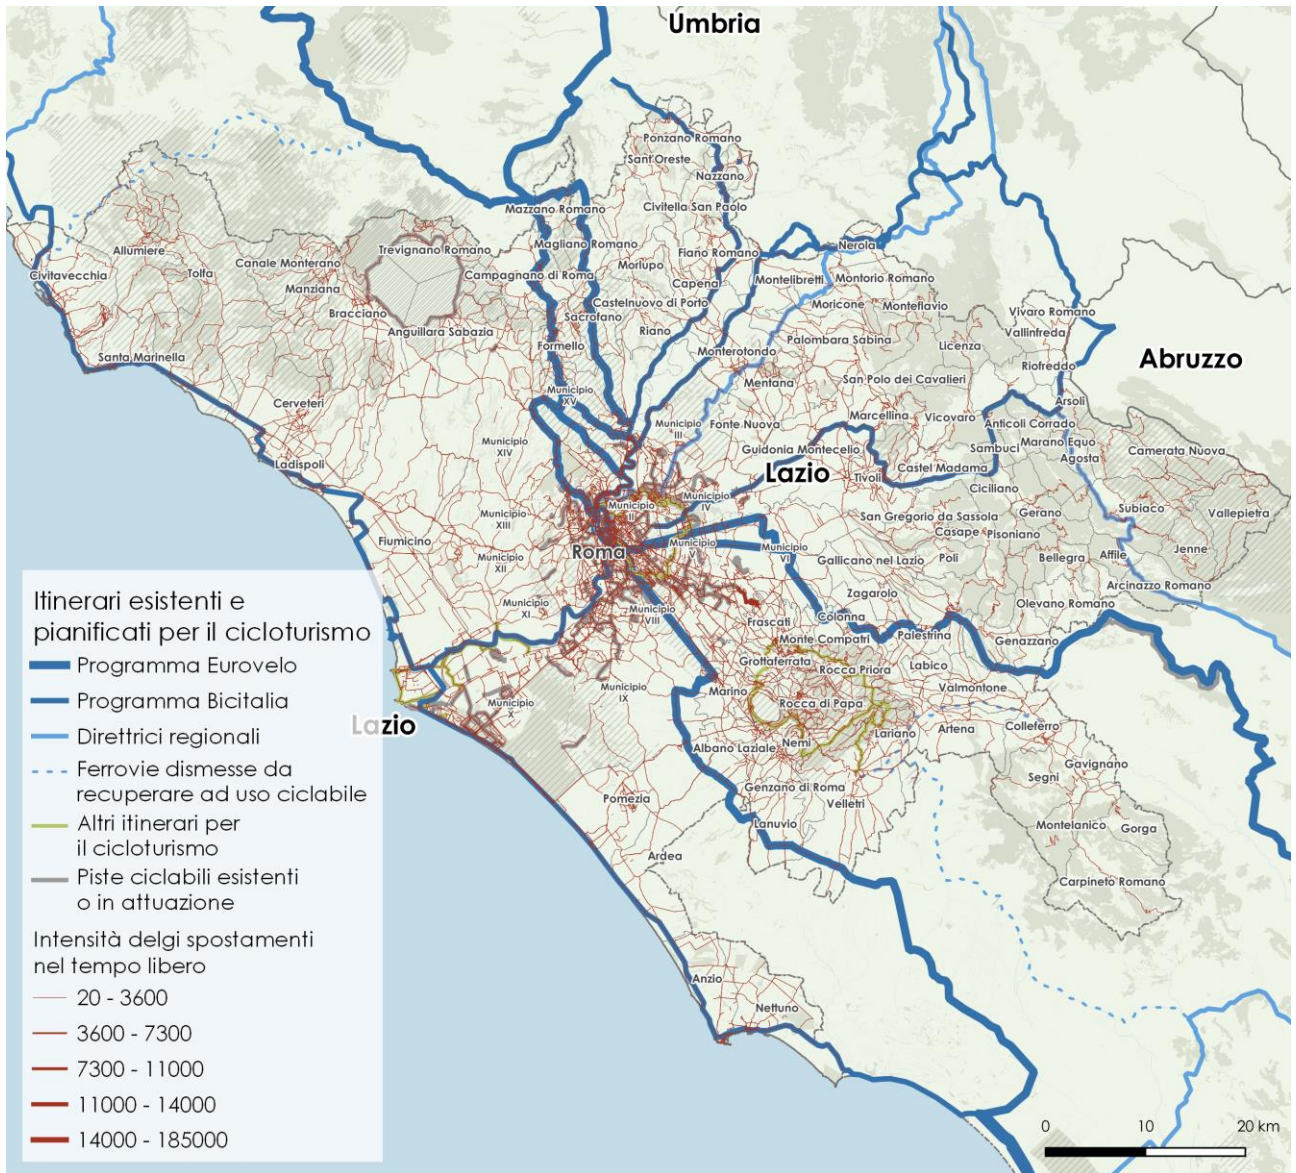 Umbria
Ponzano Romano
Sant'Oreste
Nazzano
Mazzano Romano
Civitella San Paolo
Allumiere
Trevignano Romano
Magliano Romano
Fiano Romano
Nerola
Civitavecchia
Tolfa
Canale Monterano
Campagnano di Roma
Morlupo
Montelibretti
Montorio Romano
Manziana
Capena
Moricone
Monteflavio
Bracciano
Castelnuovo di Porto
Vivaro Romano
Anguillara Sabazia
Sacrofano
Riano
Vallinfreda
Santa Marinella
Formello
Monterotondo
Palombara Sabina
Licenza
Abruzzo
Riofreddo
Mentana
San Polo dei Cavalieri
Municipio
XV
Cerveteri
Arsoli
Marcellina
Vicovaro
Anticoli Corrado
Municipio
III
Fonte Nuova
Municipio
XIV
Marano Equo
Guidonia Montecelio
Sambuci
Camerata Nuova
Agosta
Ladispoli
Lazio
Castel Madama
Tivoli
Ciciliano
Municipio
IV
Municipio
II
Subiaco
Municipio
XIII
San Gregorio da Sassola
Gerano
Vallepietra
Fiumicino
Casape
Pisoniano
Roma
Municipio
V
Municipio
VI
Jenne
Municipio
XII
Gallicano nel Lazio
Poli
Bellegra
Affile
Arcinazzo Romano
Zagarolo
Municipio
XI
Municipio
VIII
Olevano Romano
Frascati
Colonna
Monte Compatri
Palestrina
Genazzano
Grottaferrata
Rocca Priora
Labico
Municipio
IX
Marino
Valmontone
Municipio
X
Rocca di Papa
Lazio
Colleferro
Artena
Lariano
Albano Laziale
Nemi
Gavignano
Segni
Genzano di Roma
Pomezia
Velletri
Lanuvio
Montelanico
Gorga
Ardea
Carpineto Romano
Anzio
Nettuno
Itinerari esistenti e
pianificati per il cicloturismo
Programma Eurovelo
Programma Bicitalia
Direttrici regionali
Ferrovie dismesse da
recuperare ad uso ciclabile
Altri itinerari per
il cicloturismo
Piste ciclabili esistenti
o in attuazione
Intensità delgi spostamenti
nel tempo libero
20 - 3600
3600 - 7300
7300 - 11000
11000 - 14000
14000 - 185000
0 10 20 km